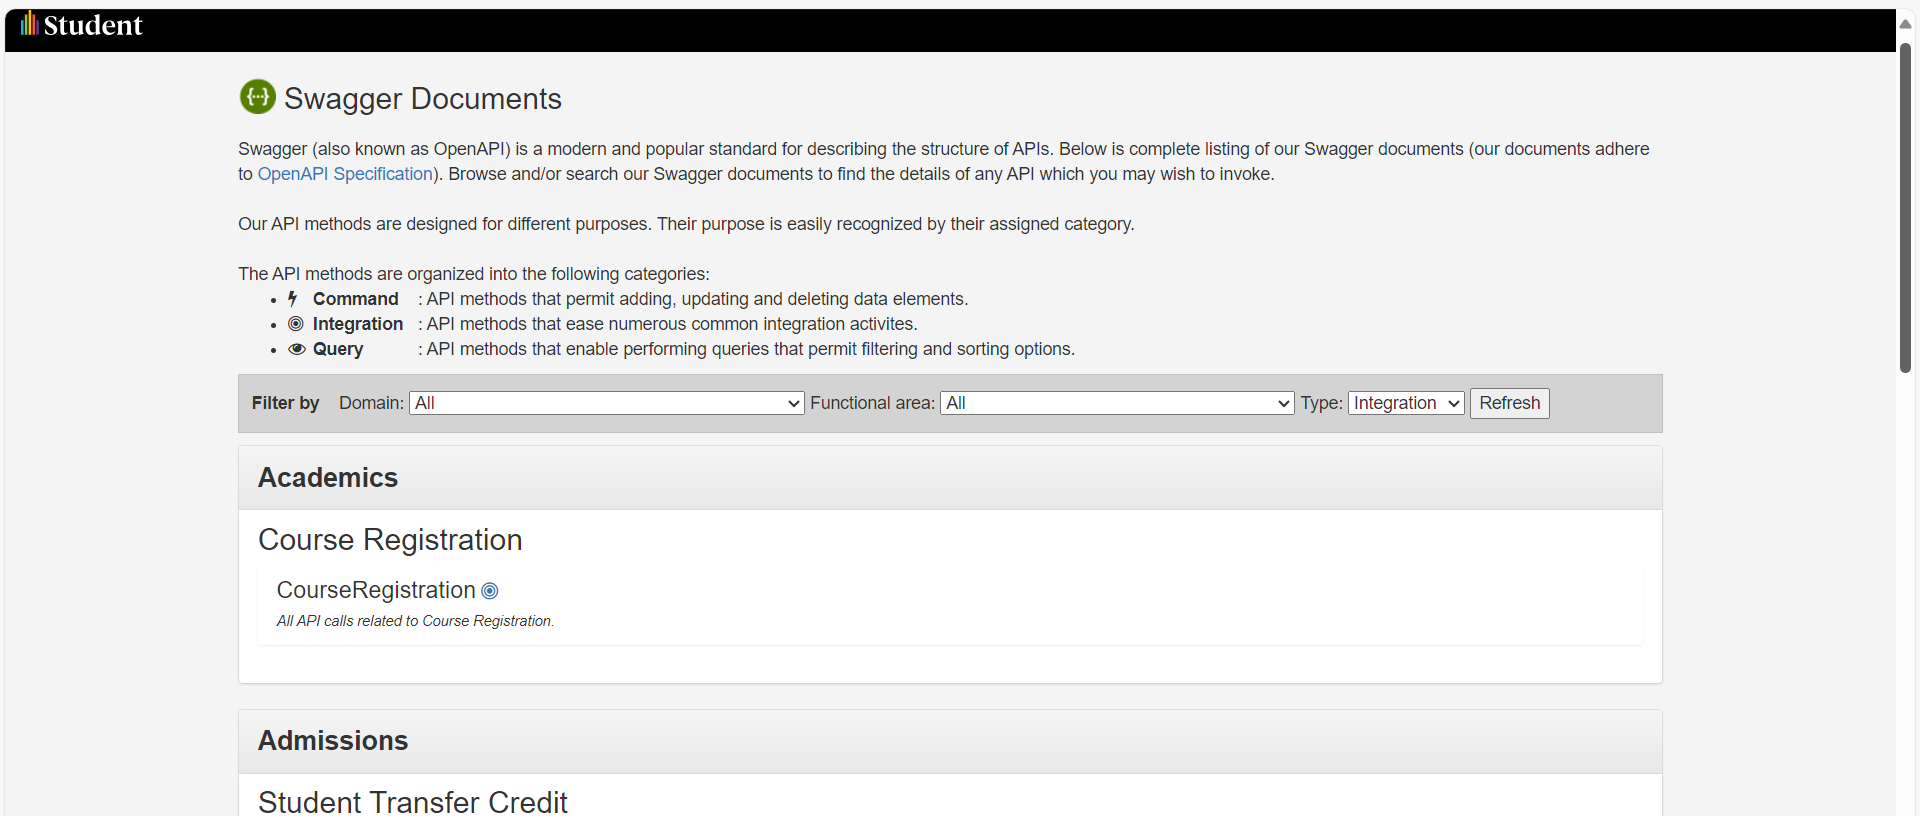 Student
Swagger Documents
Swagger (also known as OpenAPI) is a modern and popular standard for describing the structure of APIs. Below is complete listing of our Swagger documents (our documents adhere
to OpenAPI Specification). Browse and/or search our Swagger documents to find the details of any API which you may wish to invoke.
Our API methods are designed for different purposes. Their purpose is easily recognized by their assigned category.
The API methods are organized into the following categories:
Command : API methods that permit adding, updating and deleting data elements.
Integration : API methods that ease numerous common integration activites.
Query : API methods that enable performing queries that permit filtering and sorting options.
Filter by Domain: All Functional area: All Type: Integration Refresh
Academics
Course Registration
CourseRegistration
All API calls related to Course Registration.
Admissions
Student Transfer Credit